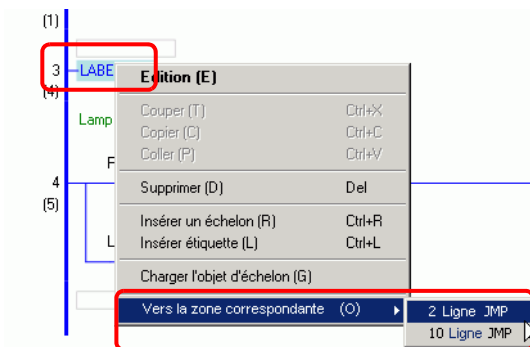 (1)
3 LABE
(4)
Lamp
F
4
(5)
L
Edition (E)
Couper (T) Ctrl+X
Copier (C) Ctrl+C
Coller (P) Ctrl+V
Supprimer (D) Del
Insérer un échelon (R) Ctrl+R
Insérer étiquette (L) Ctrl+L
Charger l'objet d'échelon (G)
Vers la zone correspondante (O)
2 Ligne JMP
10 Ligne JMP